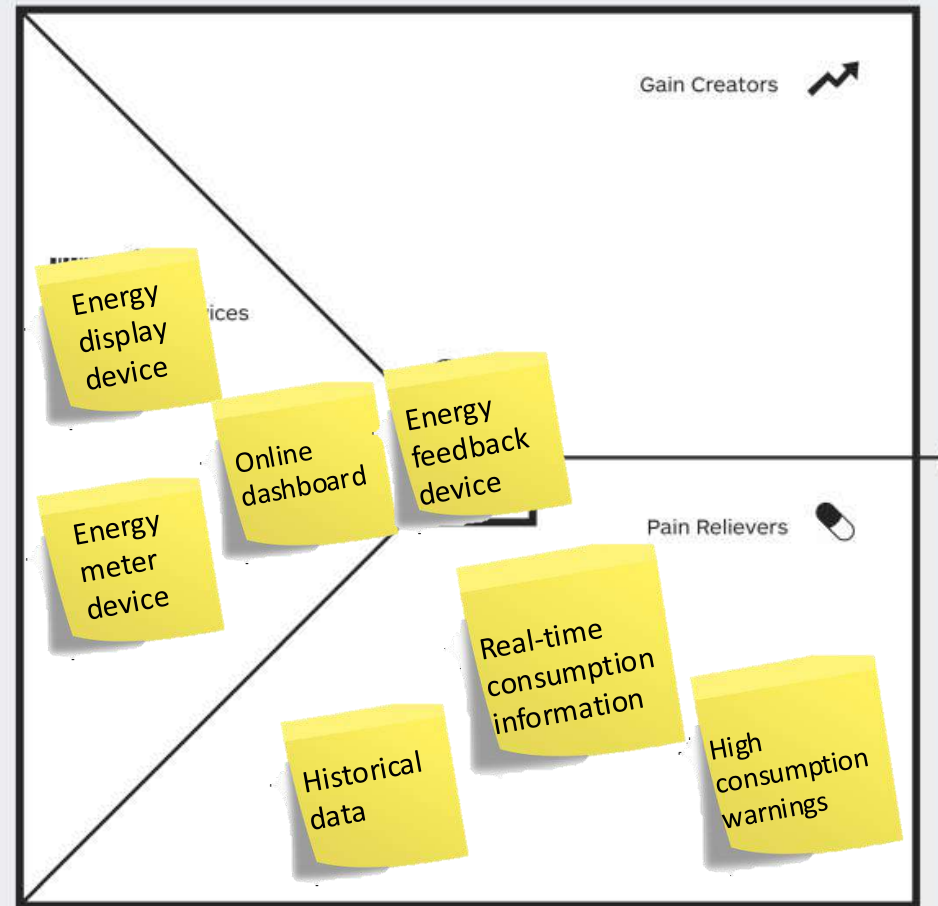 Gain Creators
Energy
display
device
ices
Online
dashboard
Energy
feedback
device
Energy
meter
device
Pain Relievers
Real-time
consumption
information
High
consumption
warnings
Historical
data